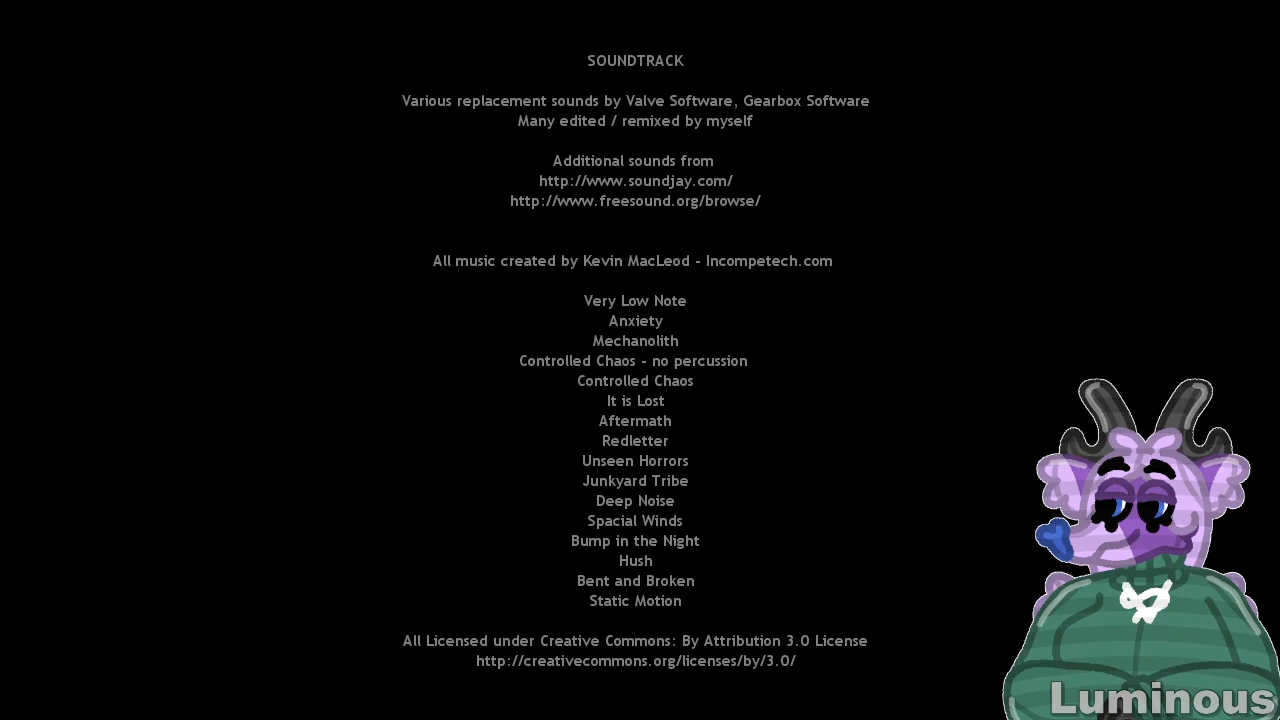 SOUNDTRACK
Various replacement sounds by Valve Software, Gearbox Software
Many edited / remixed by myself
Additional sounds from
http://www.soundjay.com/
http://www.freesound.org/browse/
All music created by Kevin MacLeod - Incompetech.com
Very Low Note
Anxiety
Mechanolith
Controlled Chaos - no percussion
Controlled Chaos
It is Lost
Aftermath
Redletter
Unseen Horrors
Junkyard Tribe
Deep Noise
Spacial Winds
Bump in the Night
Hush
Bent and Broken
Static Motion
All Licensed under Creative Commons: By Attribution 3.0 License
http://creativecommons.org/licenses/by/3.0/
Luminous